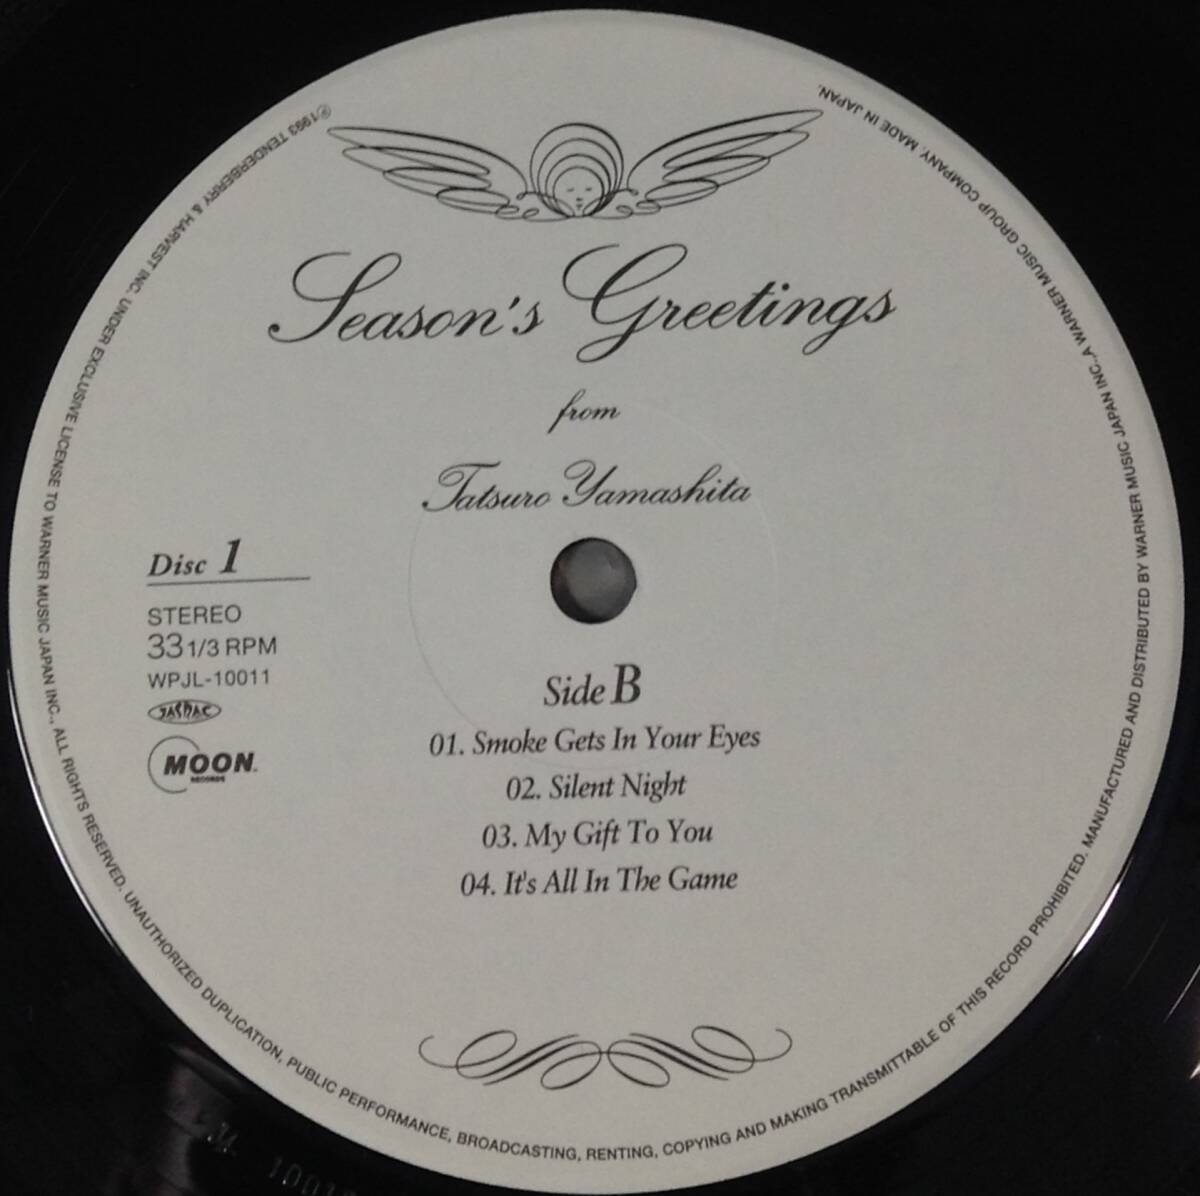 Season's Greetings
from
Tatsuro Yamashita
Disc 1
STEREO
33 1/3 RPM
WPJL-10011
JASRAC
MOON.
RECORDS
Side B
01. Smoke Gets In Your Eyes
02. Silent Night
03. My Gift To You
04. It's All In The Game
℗1993 TENDERBERRY & HARVEST INC. UNDER EXCLUSIVE LICENSE TO WARNER MUSIC JAPAN INC., ALL RIGHTS RESERVED. UNAUTHORIZED DUPLICATION, PUBLIC PERFORMANCE, BROADCASTING, RENTING, COPYING AND MAKING TRANSMITTABLE OF THIS RECORD PROHIBITED. MANUFACTURED AND DISTRIBUTED BY WARNER MUSIC JAPAN INC., A WARNER MUSIC GROUP COMPANY. MADE IN JAPAN.